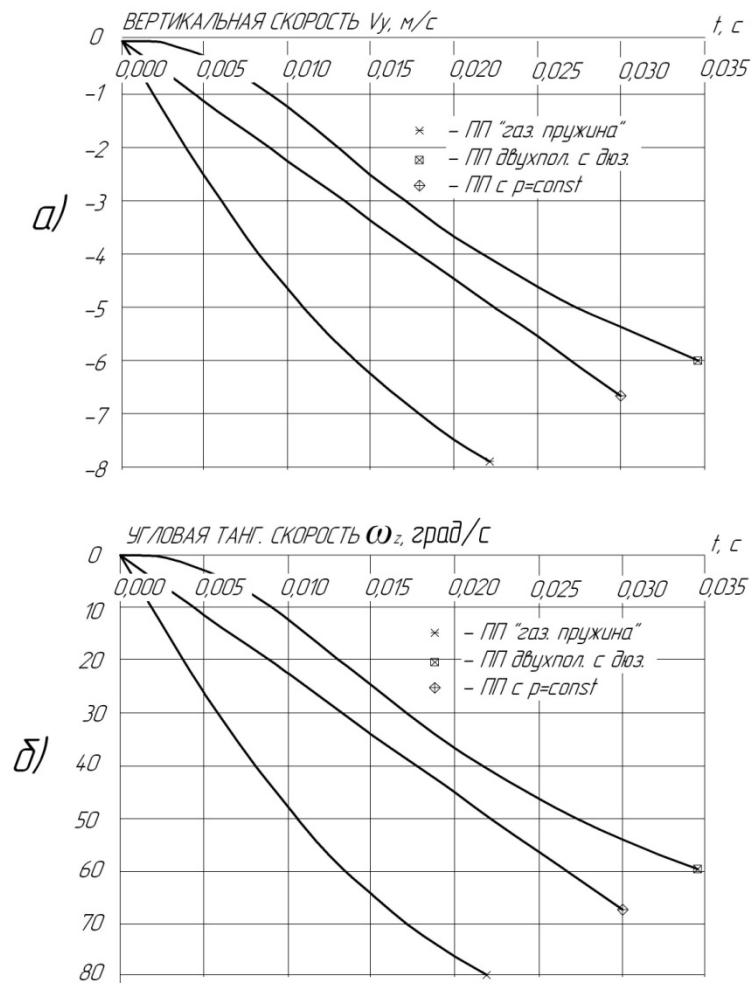 ВЕРТИКАЛЬНАЯ СКОРОСТЬ Vy, м/с
t, с
0
0,000 0,005 0,010 0,015 0,020 0,025 0,030 0,035
-1
-2
-3
-4
-5
-6
-7
-8
– ПП "газ. пружина"
– ПП двухпол. с дюз.
– ПП с p=const
а)
УГЛОВАЯ ТАНГ. СКОРОСТЬ ωz, град/с
t, с
0
0,000 0,005 0,010 0,015 0,020 0,025 0,030 0,035
10
20
30
40
50
60
70
80
– ПП "газ. пружина"
– ПП двухпол. с дюз.
– ПП с p=const
б)